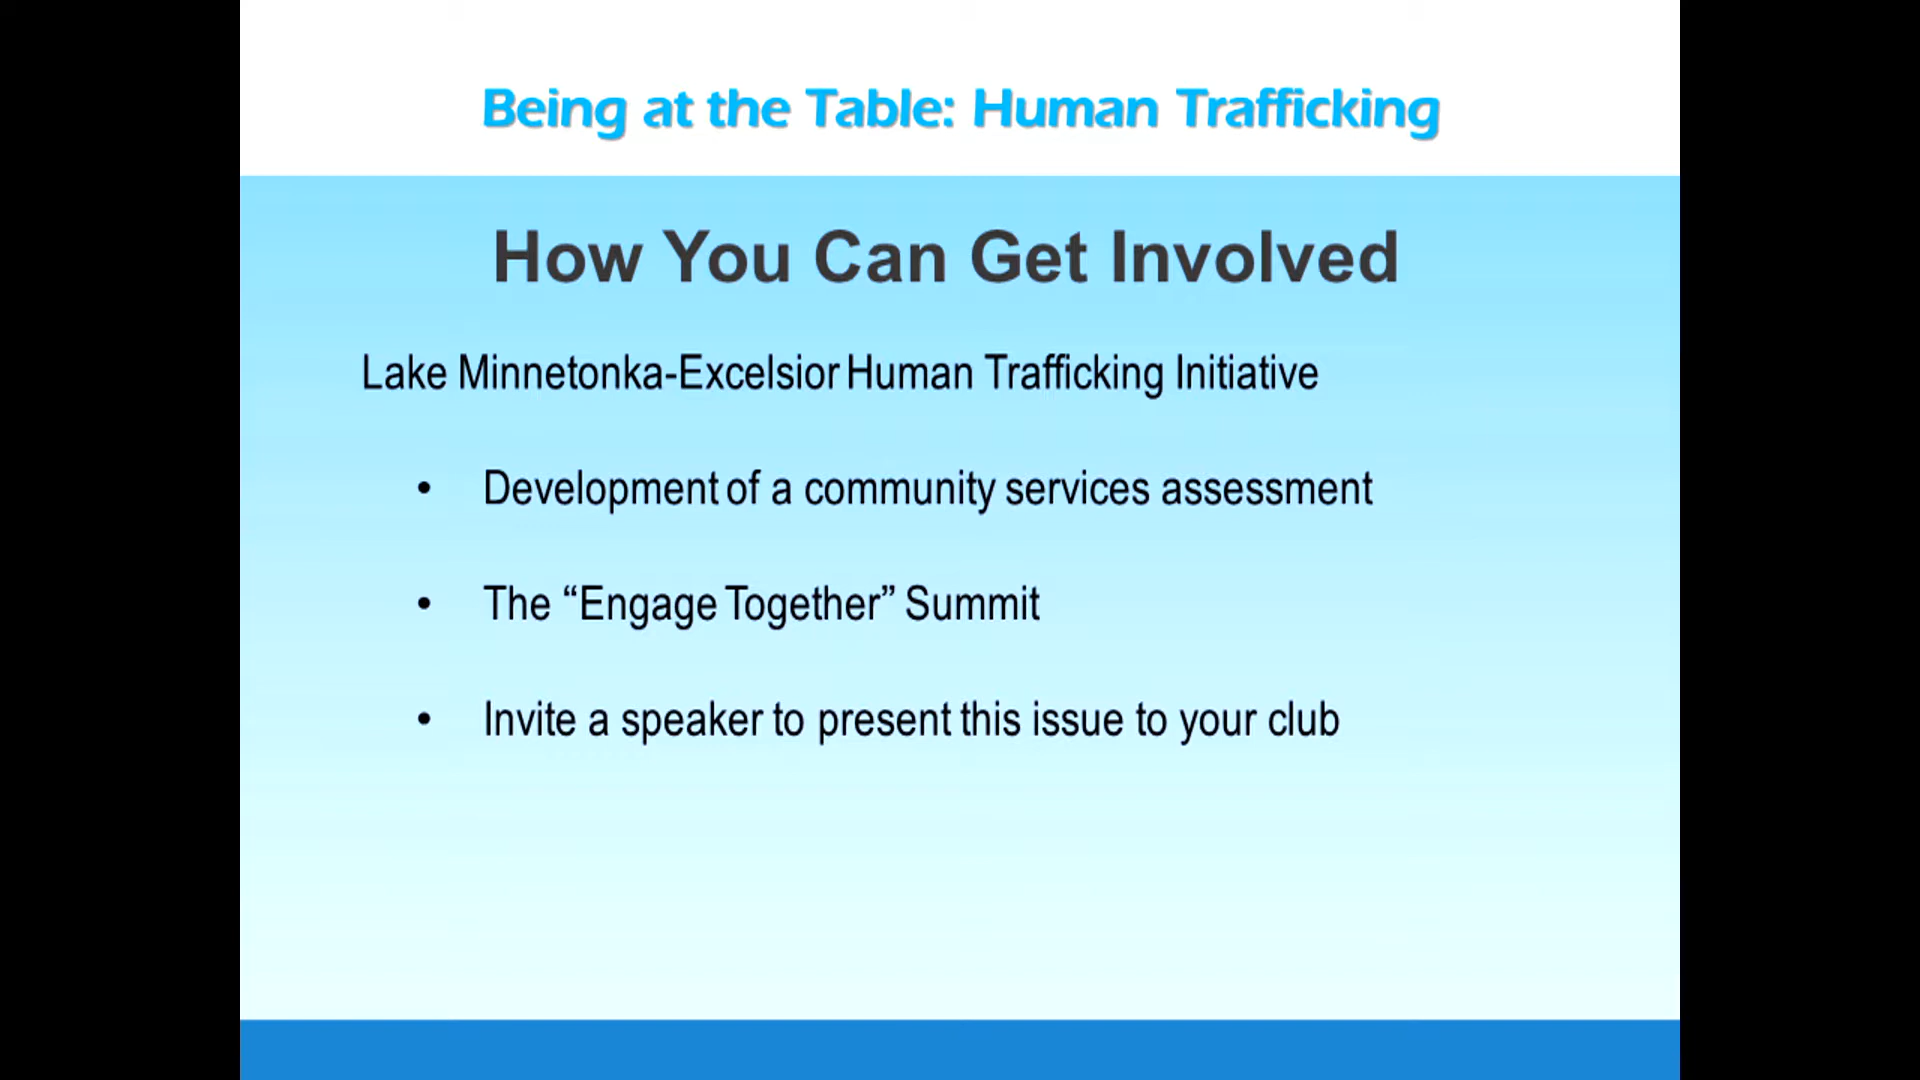 Being at the Table: Human Trafficking
How You Can Get Involved
Lake Minnetonka-Excelsior Human Trafficking Initiative
• Development of a community services assessment
• The “Engage Together” Summit
• Invite a speaker to present this issue to your club